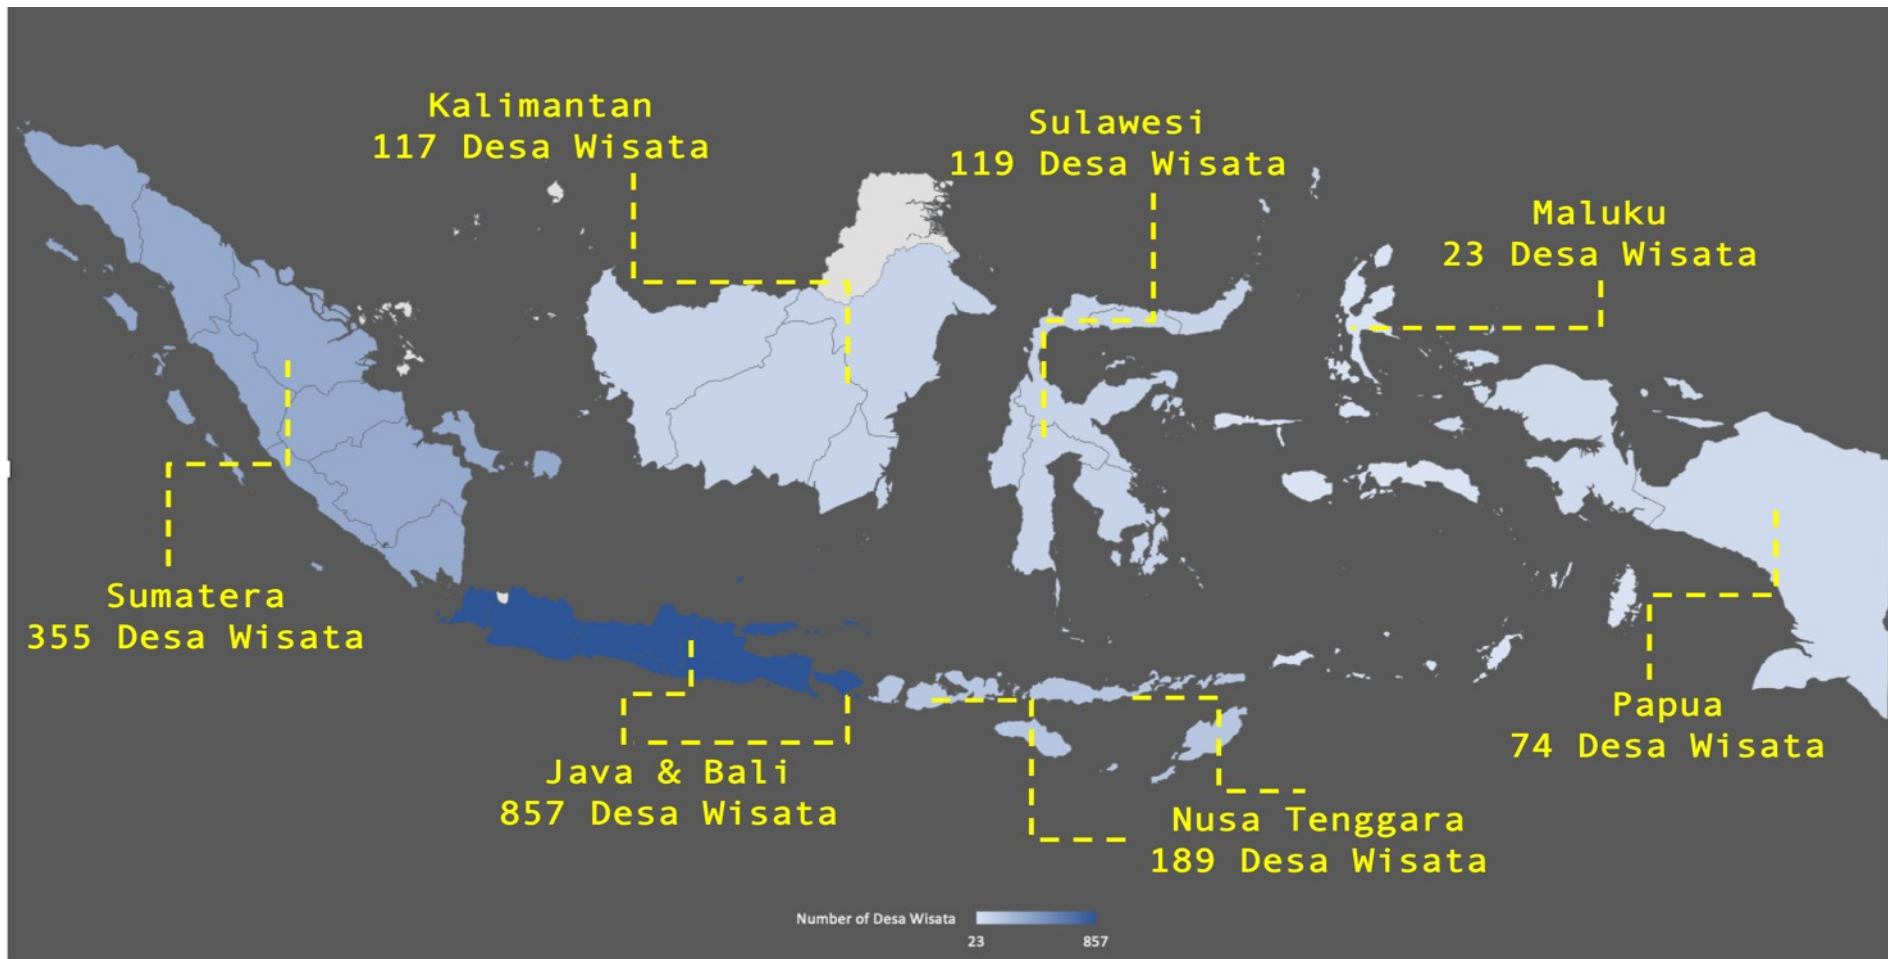 Kalimantan
117 Desa Wisata
Sulawesi
119 Desa Wisata
Maluku
23 Desa Wisata
Sumatera
355 Desa Wisata
Java & Bali
857 Desa Wisata
Papua
74 Desa Wisata
Nusa Tenggara
189 Desa Wisata
Number of Desa Wisata
23
857